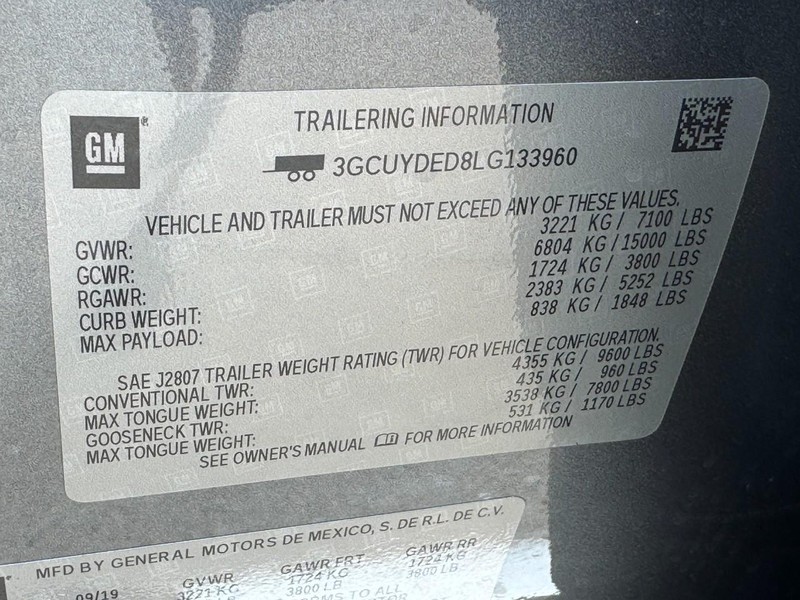 GM
TRAILERING INFORMATION
3GCUYDED8LG133960
VEHICLE AND TRAILER MUST NOT EXCEED ANY OF THESE VALUES.
GVWR: 3221 KG / 7100 LBS
GCWR: 6804 KG / 15000 LBS
RGAWR: 1724 KG / 3800 LBS
CURB WEIGHT: 2383 KG / 5252 LBS
MAX PAYLOAD: 838 KG / 1848 LBS
SAE J2807 TRAILER WEIGHT RATING (TWR) FOR VEHICLE CONFIGURATION.
CONVENTIONAL TWR: 4355 KG / 9600 LBS
MAX TONGUE WEIGHT: 435 KG / 960 LBS
GOOSENECK TWR: 3538 KG / 7800 LBS
MAX TONGUE WEIGHT: 531 KG / 1170 LBS
SEE OWNER'S MANUAL FOR MORE INFORMATION
MFD BY GENERAL MOTORS DE MEXICO, S. DE R.L. DE C.V.
GVWR GAWR FRT GAWR RR
09/19 3221 KG 1724 KG 1724 KG
3800 LB 3800 LB